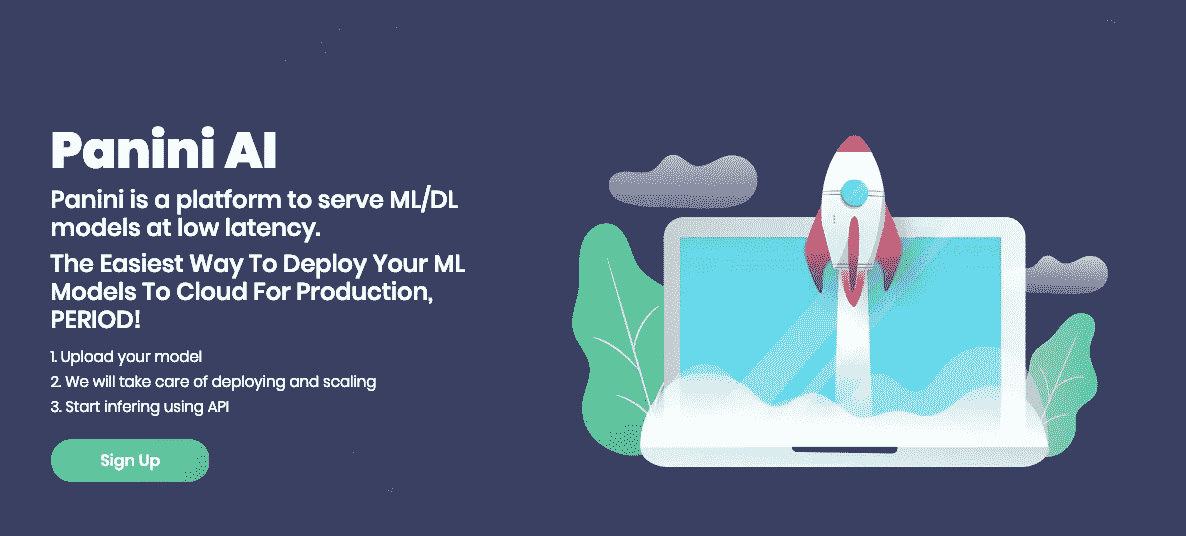 Panini AI
Panini is a platform to serve ML/DL
models at low latency.
The Easiest Way To Deploy Your ML
Models To Cloud For Production,
PERIOD!
1. Upload your model
2. We will take care of deploying and scaling
3. Start infering using API
Sign Up